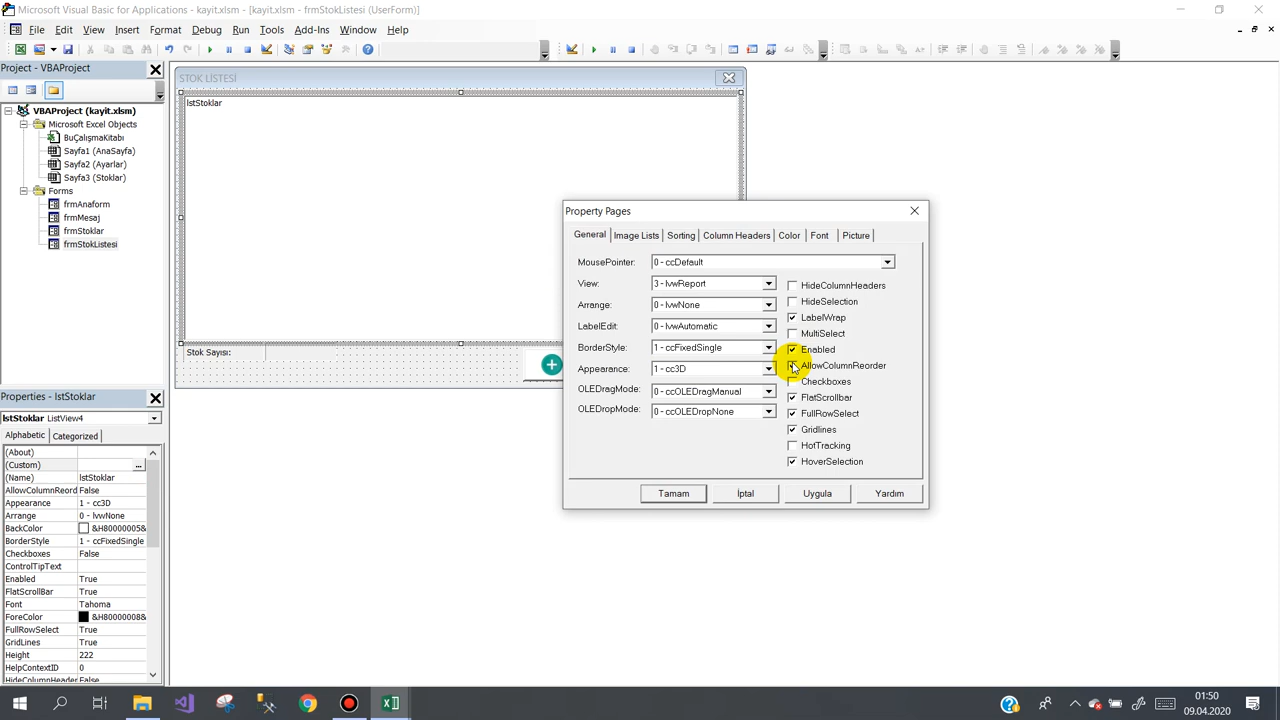 Microsoft Visual Basic for Applications - kayit.xlsm - [kayit.xlsm - frmStokListesi (UserForm)]
File Edit View Insert Format Debug Run Tools Add-Ins Window Help
Project - VBAProject
VBAProject (kayit.xlsm)
Microsoft Excel Objects
BuÇalışmaKitabı
Sayfa1 (AnaSayfa)
Sayfa2 (Ayarlar)
Sayfa3 (Stoklar)
Forms
frmAnaform
frmMesaj
frmStoklar
frmStokListesi
STOK LİSTESİ
lstStoklar
Stok Sayısı:
Property Pages
General Image Lists Sorting Column Headers Color Font Picture
MousePointer: 0 - ccDefault
View: 3 - lvwReport
Arrange: 0 - lvwNone
LabelEdit: 0 - lvwAutomatic
BorderStyle: 1 - ccFixedSingle
Appearance: 1 - cc3D
OLEDragMode: 0 - ccOLEDragManual
OLEDropMode: 0 - ccOLEDropNone
HideColumnHeaders
HideSelection
LabelWrap
MultiSelect
Enabled
AllowColumnReorder
Checkboxes
FlatScrollbar
FullRowSelect
Gridlines
HotTracking
HoverSelection
Tamam İptal Uygula Yardım
Properties - lstStoklar
lstStoklar ListView4
Alphabetic Categorized
(About)
(Custom) ...
(Name) lstStoklar
AllowColumnReord False
Appearance 1 - cc3D
Arrange 0 - lvwNone
BackColor &H80000005&
BorderStyle 1 - ccFixedSingle
Checkboxes False
ControlTipText
Enabled True
FlatScrollBar True
Font Tahoma
ForeColor &H80000008&
FullRowSelect True
GridLines True
Height 222
HelpContextID 0
HideColumnHeader False
01:50
09.04.2020